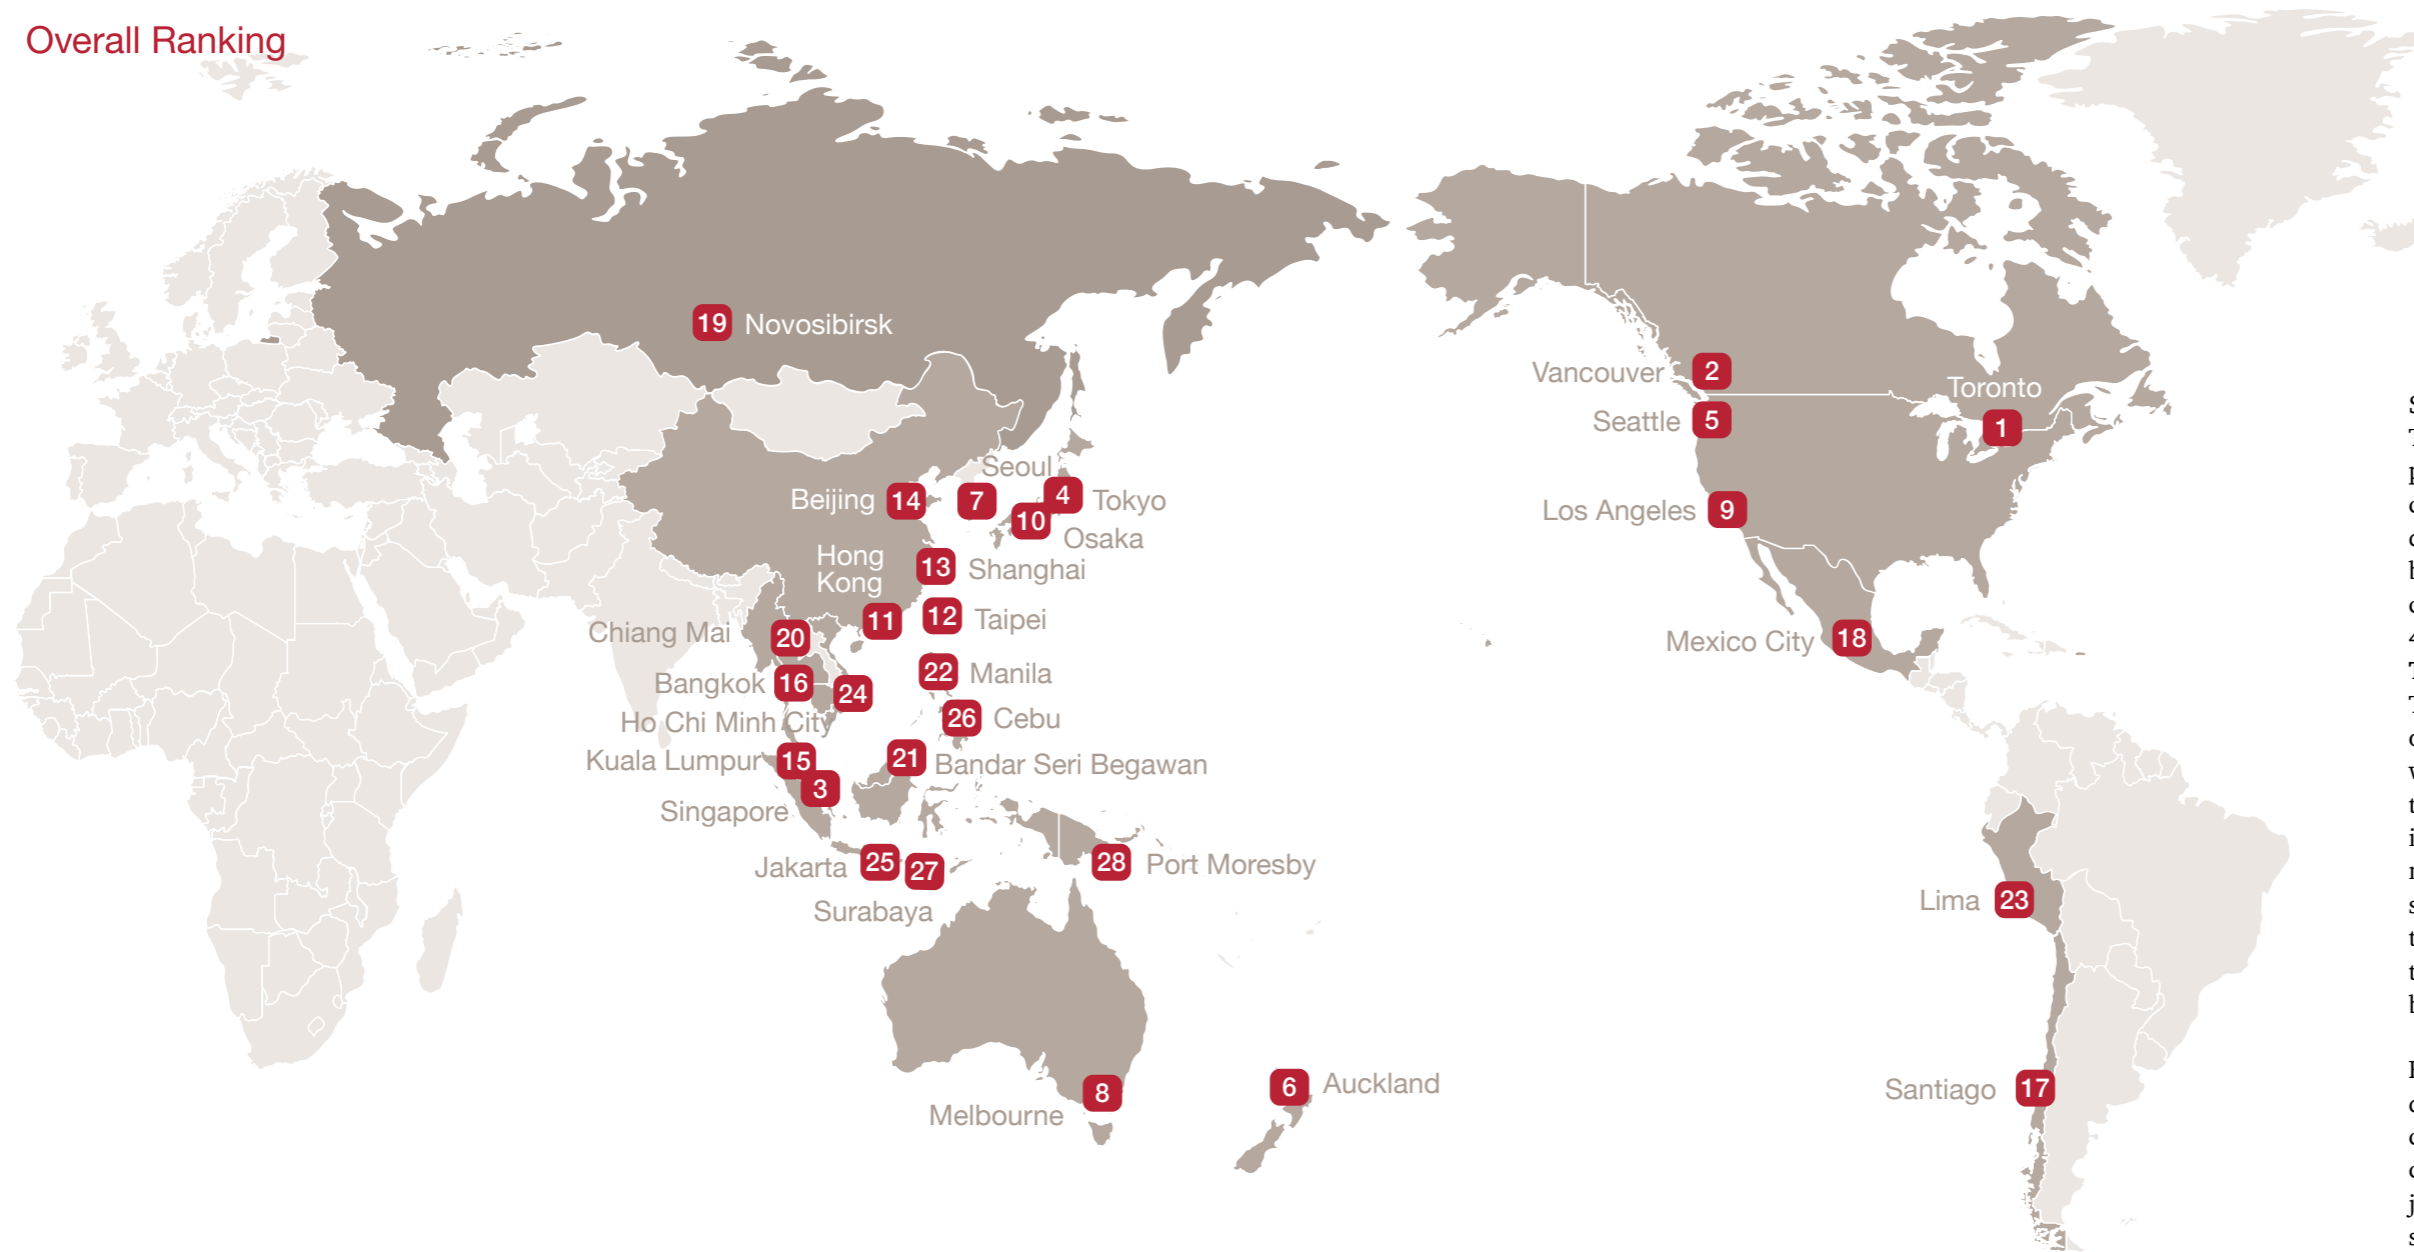 Overall Ranking
19 Novosibirsk
Vancouver 2
Toronto
1
Seattle 5
Seoul
Beijing 14
7
4 Tokyo
10
Osaka
Los Angeles 9
Hong
Kong
13 Shanghai
11
12 Taipei
Chiang Mai 20
Mexico City 18
22 Manila
Bangkok 16
24
Ho Chi Minh City
26 Cebu
Kuala Lumpur 15
21 Bandar Seri Begawan
3
Singapore
Jakarta 25
27
28 Port Moresby
Surabaya
Lima 23
8
Melbourne
6 Auckland
Santiago 17